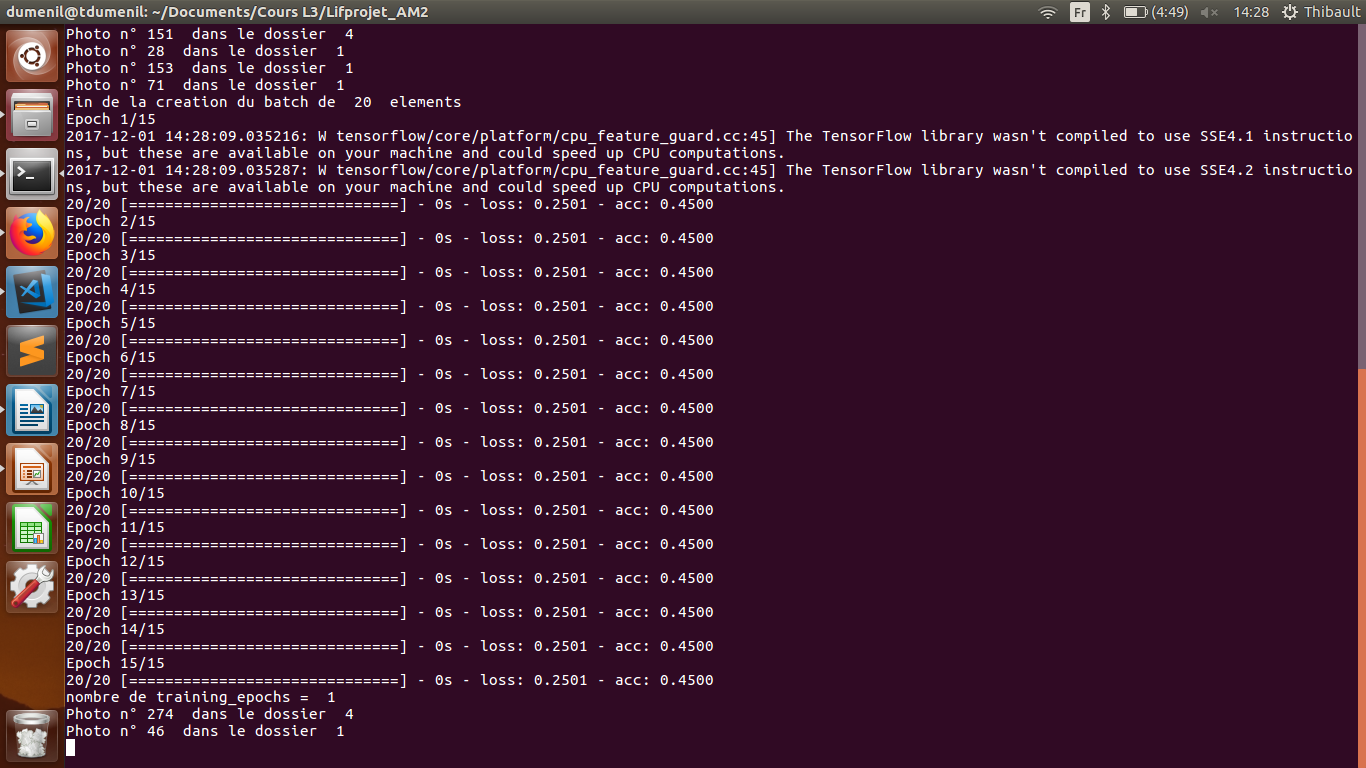 dumenil@tdumenil: ~/Documents/Cours L3/Lifprojet_AM2
Fr
(4:49)
14:28
Thibault
Photo n° 151  dans le dossier  4
Photo n° 28  dans le dossier  1
Photo n° 153  dans le dossier  1
Photo n° 71  dans le dossier  1
Fin de la creation du batch de  20  elements
Epoch 1/15
2017-12-01 14:28:09.035216: W tensorflow/core/platform/cpu_feature_guard.cc:45] The TensorFlow library wasn't compiled to use SSE4.1 instructio
ns, but these are available on your machine and could speed up CPU computations.
2017-12-01 14:28:09.035287: W tensorflow/core/platform/cpu_feature_guard.cc:45] The TensorFlow library wasn't compiled to use SSE4.2 instructio
ns, but these are available on your machine and could speed up CPU computations.
20/20 [==============================] - 0s - loss: 0.2501 - acc: 0.4500
Epoch 2/15
20/20 [==============================] - 0s - loss: 0.2501 - acc: 0.4500
Epoch 3/15
20/20 [==============================] - 0s - loss: 0.2501 - acc: 0.4500
Epoch 4/15
20/20 [==============================] - 0s - loss: 0.2501 - acc: 0.4500
Epoch 5/15
20/20 [==============================] - 0s - loss: 0.2501 - acc: 0.4500
Epoch 6/15
20/20 [==============================] - 0s - loss: 0.2501 - acc: 0.4500
Epoch 7/15
20/20 [==============================] - 0s - loss: 0.2501 - acc: 0.4500
Epoch 8/15
20/20 [==============================] - 0s - loss: 0.2501 - acc: 0.4500
Epoch 9/15
20/20 [==============================] - 0s - loss: 0.2501 - acc: 0.4500
Epoch 10/15
20/20 [==============================] - 0s - loss: 0.2501 - acc: 0.4500
Epoch 11/15
20/20 [==============================] - 0s - loss: 0.2501 - acc: 0.4500
Epoch 12/15
20/20 [==============================] - 0s - loss: 0.2501 - acc: 0.4500
Epoch 13/15
20/20 [==============================] - 0s - loss: 0.2501 - acc: 0.4500
Epoch 14/15
20/20 [==============================] - 0s - loss: 0.2501 - acc: 0.4500
Epoch 15/15
20/20 [==============================] - 0s - loss: 0.2501 - acc: 0.4500
nombre de training_epochs =  1
Photo n° 274  dans le dossier  4
Photo n° 46  dans le dossier  1